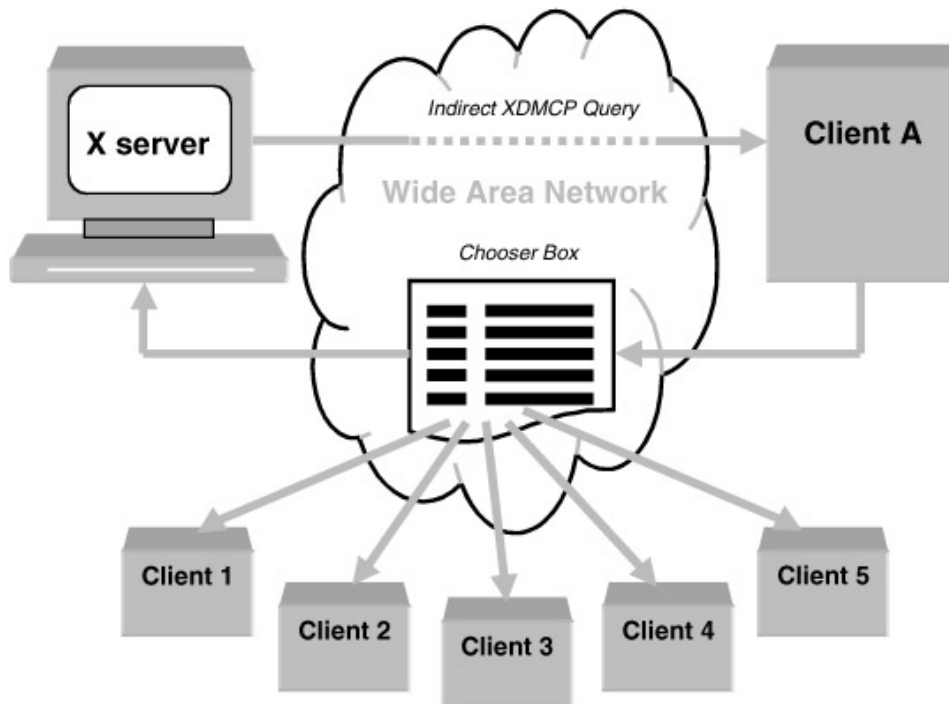 Indirect XDMCP Query
X server
Client A
Wide Area Network
Chooser Box
Client 1
Client 2
Client 3
Client 4
Client 5